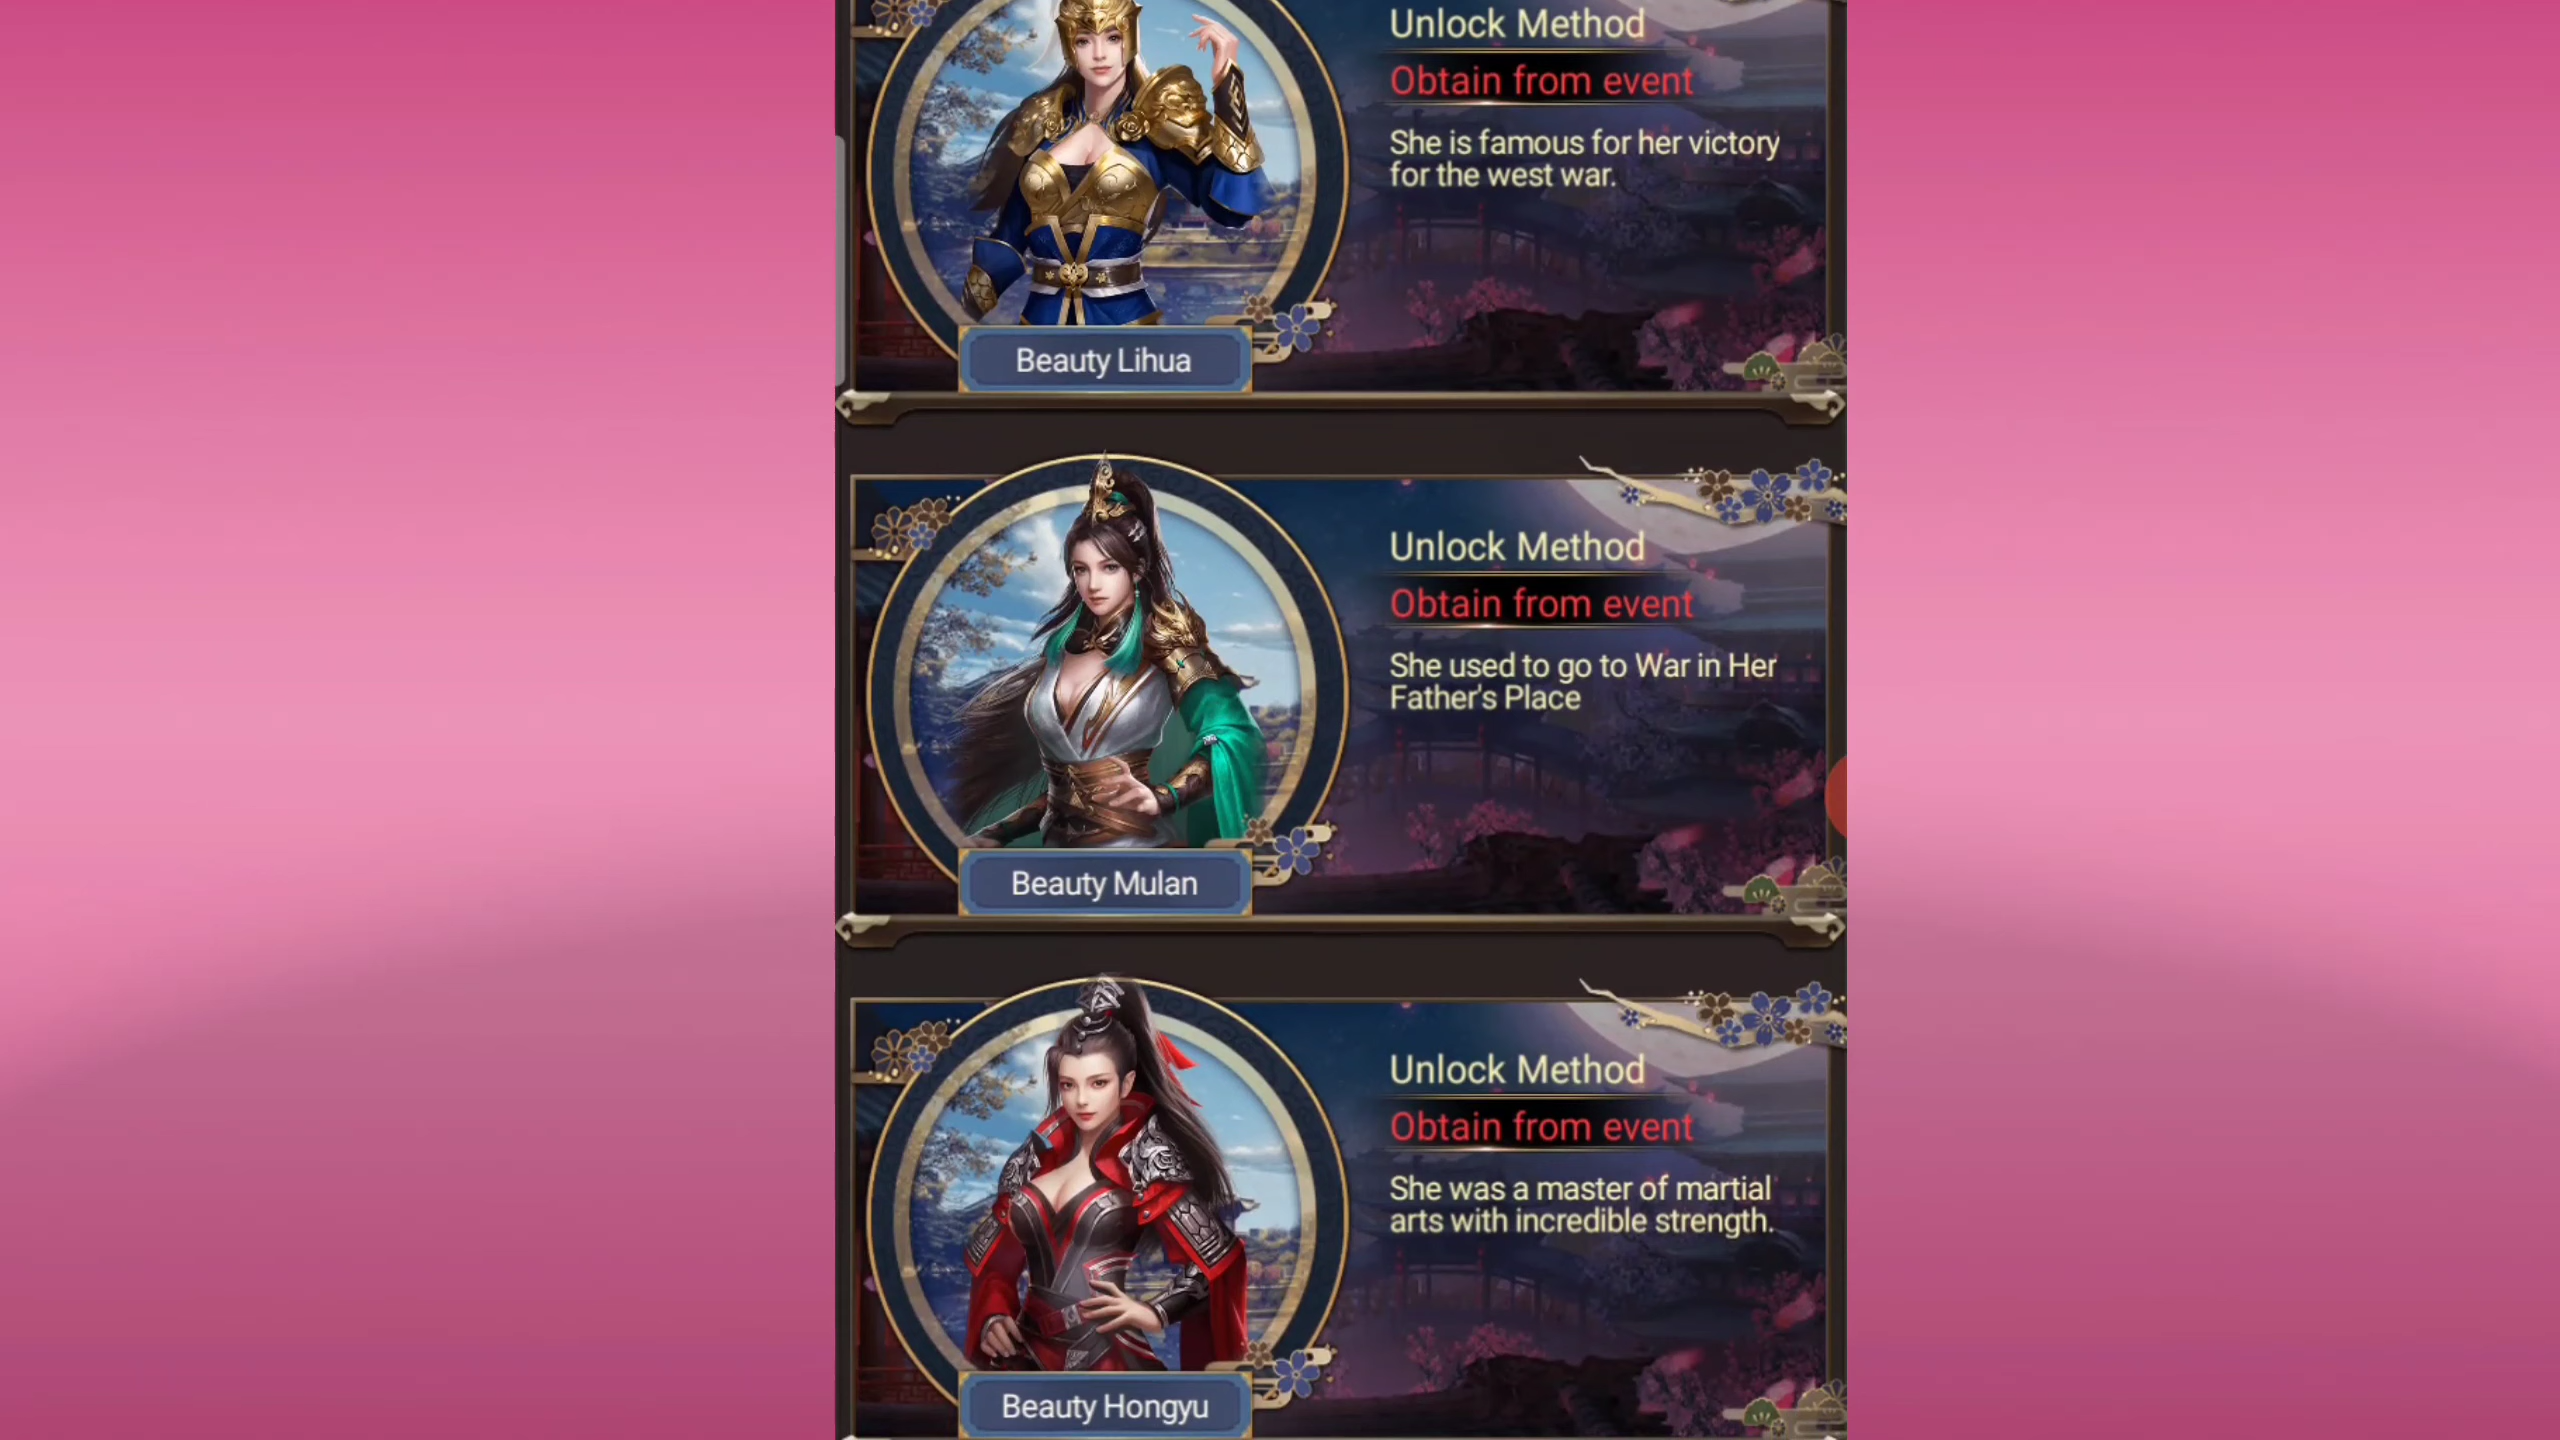 Unlock Method
Obtain from event
She is famous for her victory
for the west war.
Beauty Lihua
Unlock Method
Obtain from event
She used to go to War in Her
Father's Place
Beauty Mulan
Unlock Method
Obtain from event
She was a master of martial
arts with incredible strength.
Beauty Hongyu